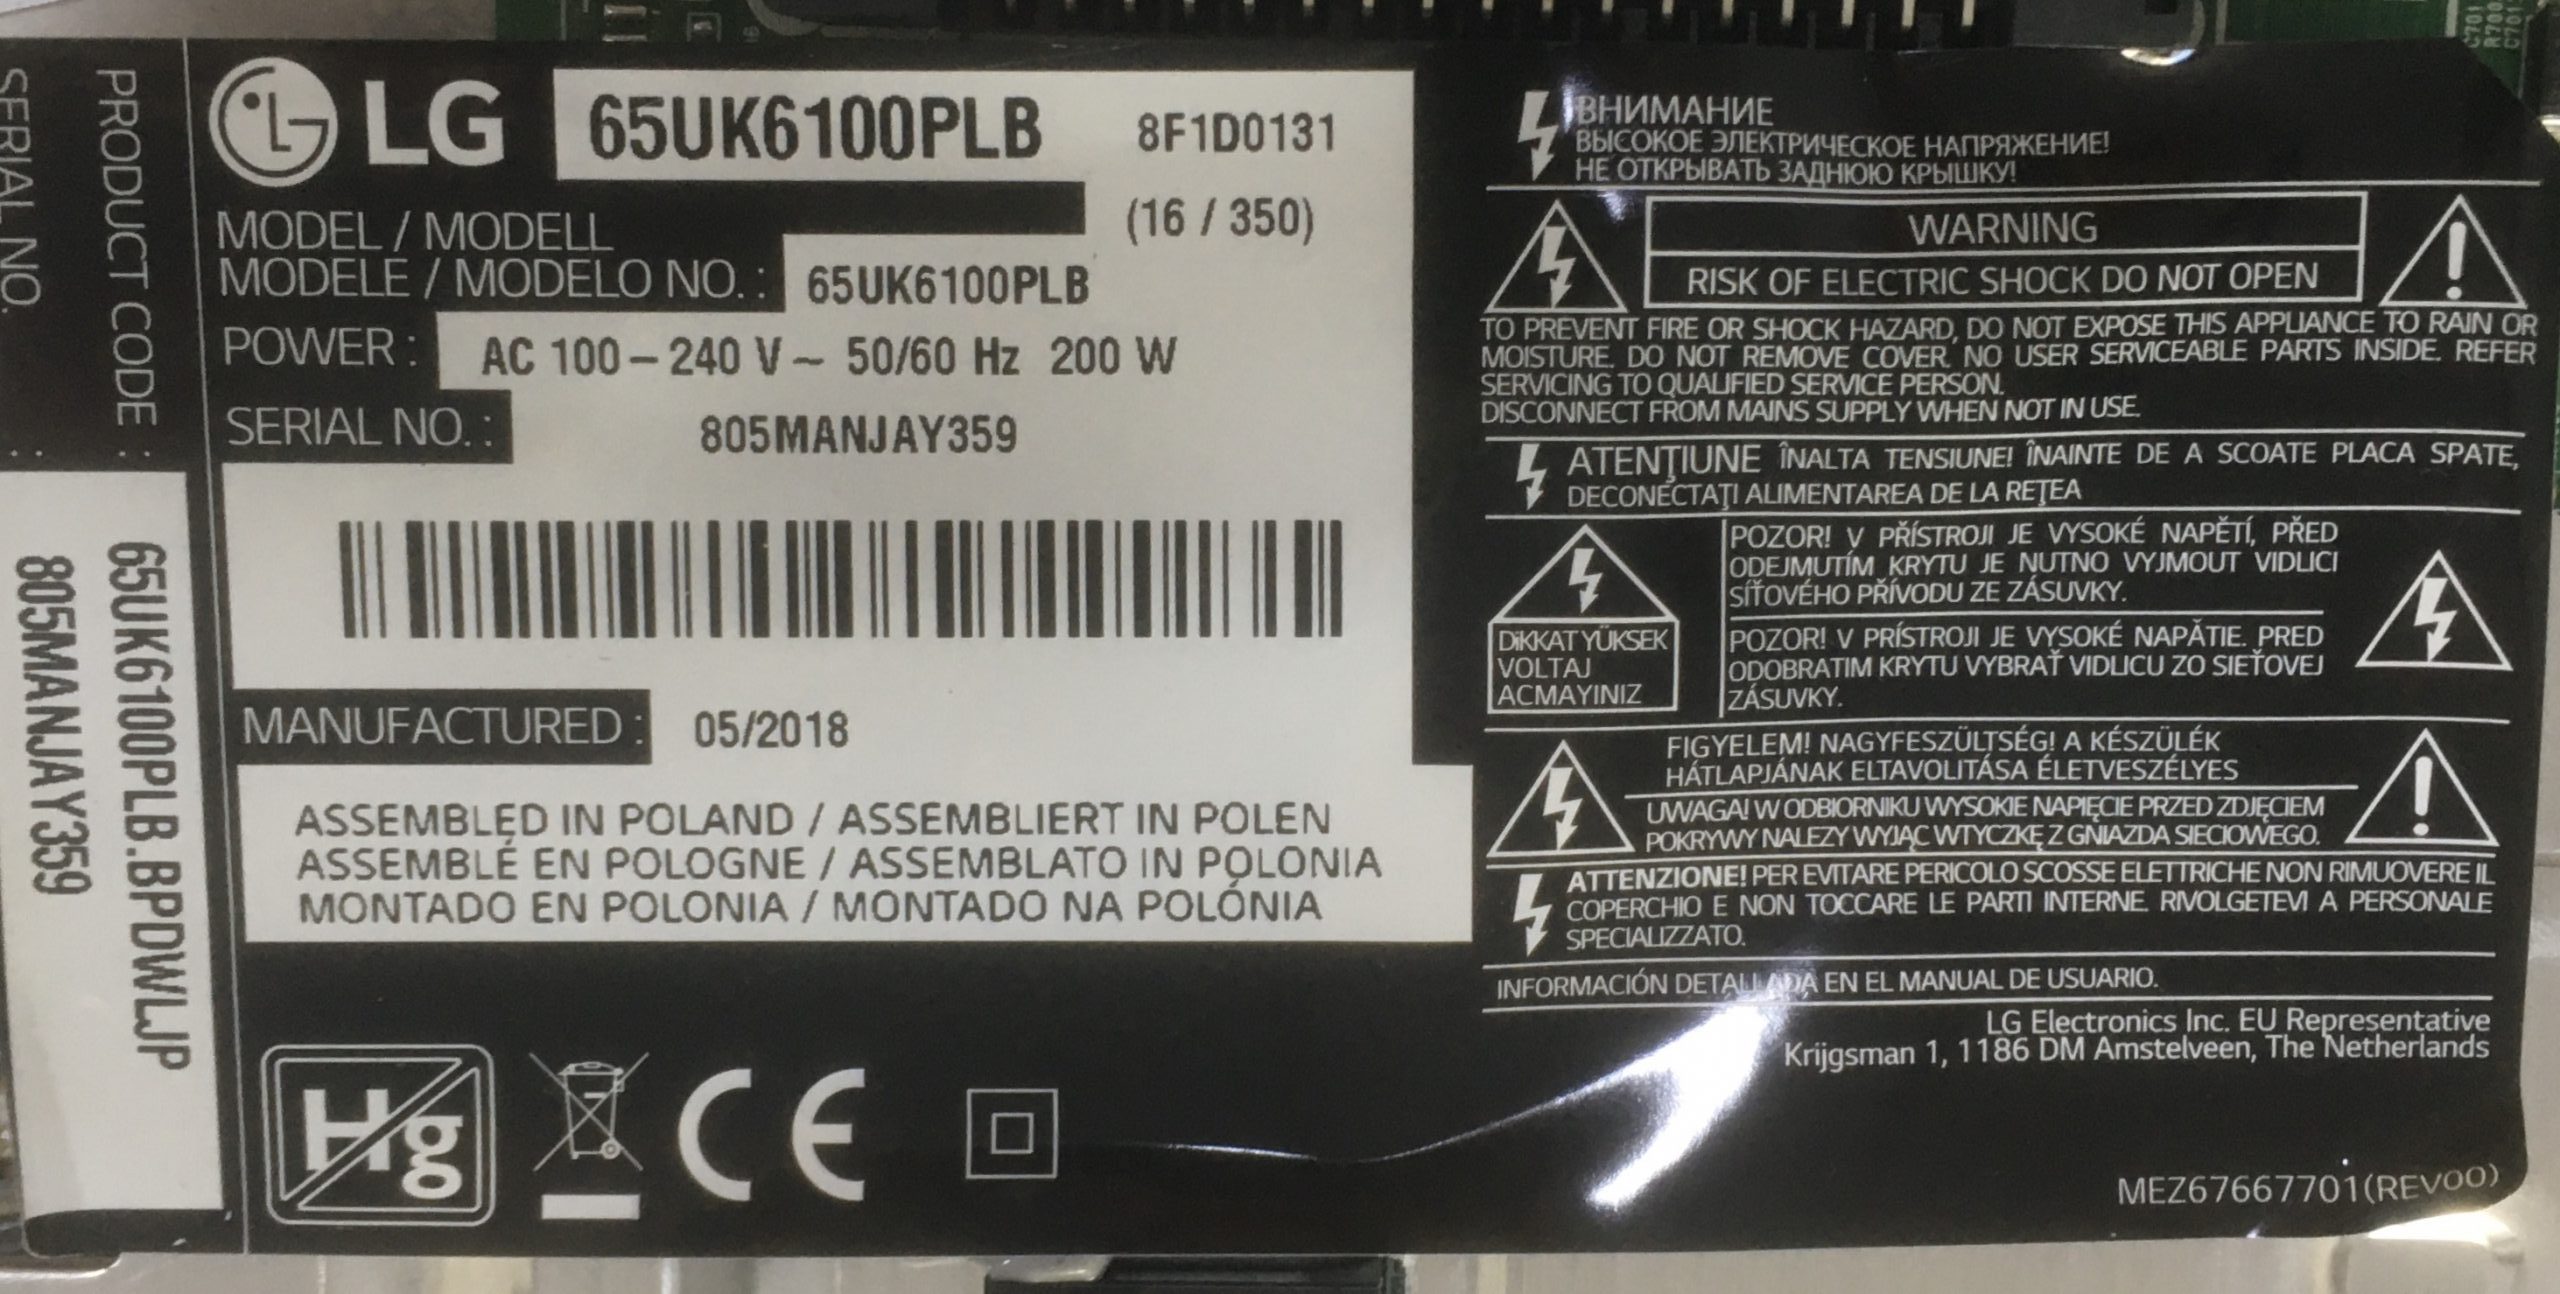 SERIAL NO. : 805MANJAY359
PRODUCT CODE : 65UK6100PLB.BPDWLJP
LG 65UK6100PLB 8F1D0131
(16 / 350)
MODEL / MODELL
MODELE / MODELO NO. : 65UK6100PLB
POWER : AC 100 – 240 V ~ 50/60 Hz 200 W
SERIAL NO. : 805MANJAY359
MANUFACTURED : 05/2018
ASSEMBLED IN POLAND / ASSEMBLIERT IN POLEN
ASSEMBLÉ EN POLOGNE / ASSEMBLATO IN POLONIA
MONTADO EN POLONIA / MONTADO NA POLÓNIA
Hg
CE
ВНИМАНИЕ
ВЫСОКОЕ ЭЛЕКТРИЧЕСКОЕ НАПРЯЖЕНИЕ!
НЕ ОТКРЫВАТЬ ЗАДНЮЮ КРЫШКУ!
WARNING
RISK OF ELECTRIC SHOCK DO NOT OPEN
TO PREVENT FIRE OR SHOCK HAZARD, DO NOT EXPOSE THIS APPLIANCE TO RAIN OR
MOISTURE. DO NOT REMOVE COVER. NO USER SERVICEABLE PARTS INSIDE. REFER
SERVICING TO QUALIFIED SERVICE PERSON.
DISCONNECT FROM MAINS SUPPLY WHEN NOT IN USE.
ATENŢIUNE ÎNALTA TENSIUNE! ÎNAINTE DE A SCOATE PLACA SPATE,
DECONECTAŢI ALIMENTAREA DE LA REŢEA
DiKKAT YÜKSEK
VOLTAJ
ACMAYINIZ
POZOR! V PŘÍSTROJI JE VYSOKÉ NAPĚTÍ, PŘED
ODEJMUTÍM KRYTU JE NUTNO VYJMOUT VIDLICI
SÍŤOVÉHO PŘÍVODU ZE ZÁSUVKY.
POZOR! V PRÍSTROJI JE VYSOKÉ NAPÄTIE. PRED
ODOBRATIM KRYTU VYBRAŤ VIDLICU ZO SIEŤOVEJ
ZÁSUVKY.
FIGYELEM! NAGYFESZÜLTSÉG! A KÉSZÜLÉK
HÁTLAPJÁNAK ELTAVOLITÁSA ÉLETVESZÉLYES
UWAGA! W ODBIORNIKU WYSOKIE NAPIĘCIE PRZED ZDJĘCIEM
POKRYWY NALEZY WYJĄC WTYCZKĘ Z GNIAZDA SIECIOWEGO.
ATTENZIONE! PER EVITARE PERICOLO SCOSSE ELETTRICHE NON RIMUOVERE IL
COPERCHIO E NON TOCCARE LE PARTI INTERNE. RIVOLGETEVI A PERSONALE
SPECIALIZZATO.
INFORMACIÓN DETALLADA EN EL MANUAL DE USUARIO.
LG Electronics Inc. EU Representative
Krijgsman 1, 1186 DM Amstelveen, The Netherlands
MEZ67667701(REV00)